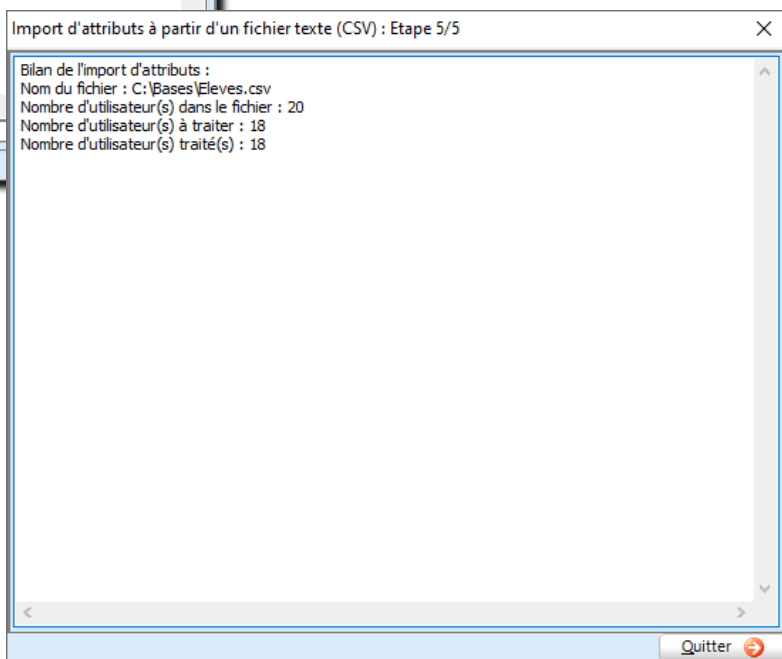 Import d'attributs à partir d'un fichier texte (CSV) : Etape 5/5
Bilan de l'import d'attributs :
Nom du fichier : C:\Bases\Eleves.csv
Nombre d'utilisateur(s) dans le fichier : 20
Nombre d'utilisateur(s) à traiter : 18
Nombre d'utilisateur(s) traité(s) : 18
Quitter